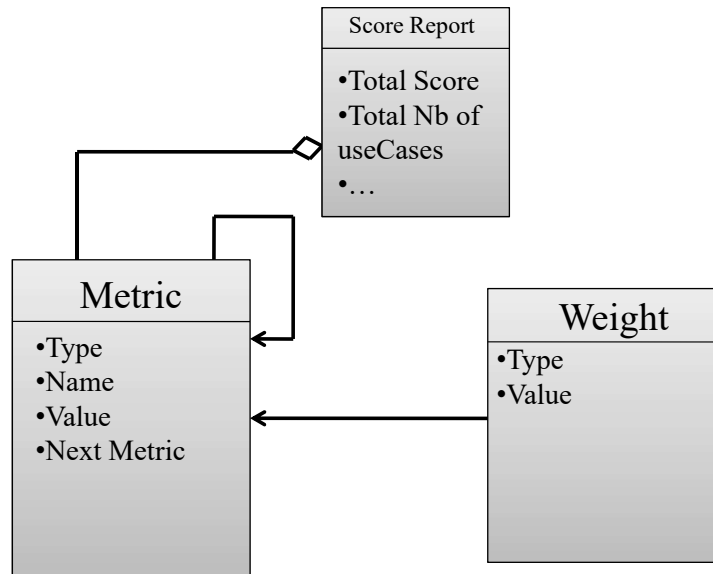 Score Report
•Total Score
•Total Nb of
useCases
•…
Metric
•Type
•Name
•Value
•Next Metric
Weight
•Type
•Value